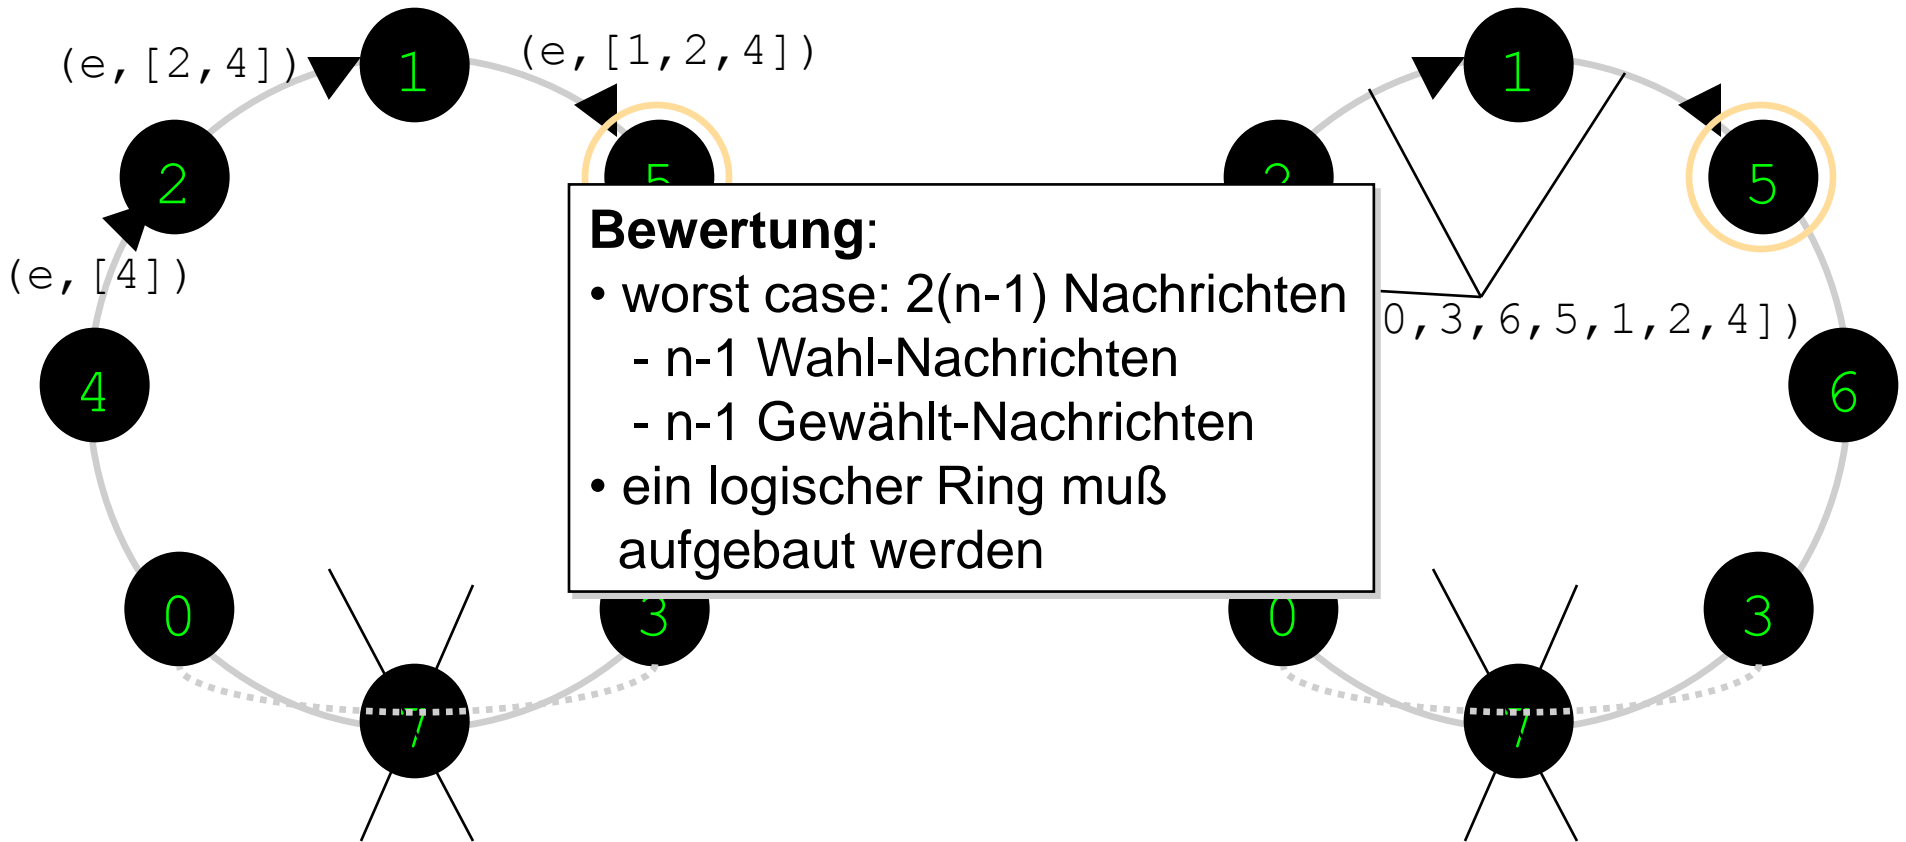 (e,[2,4])
1
(e,[1,2,4])
2
5
(e,[4])
4
0
3
7
1
2
5
0,3,6,5,1,2,4])
6
0
3
7
Bewertung:
• worst case: 2(n-1) Nachrichten
- n-1 Wahl-Nachrichten
- n-1 Gewählt-Nachrichten
• ein logischer Ring muß
aufgebaut werden